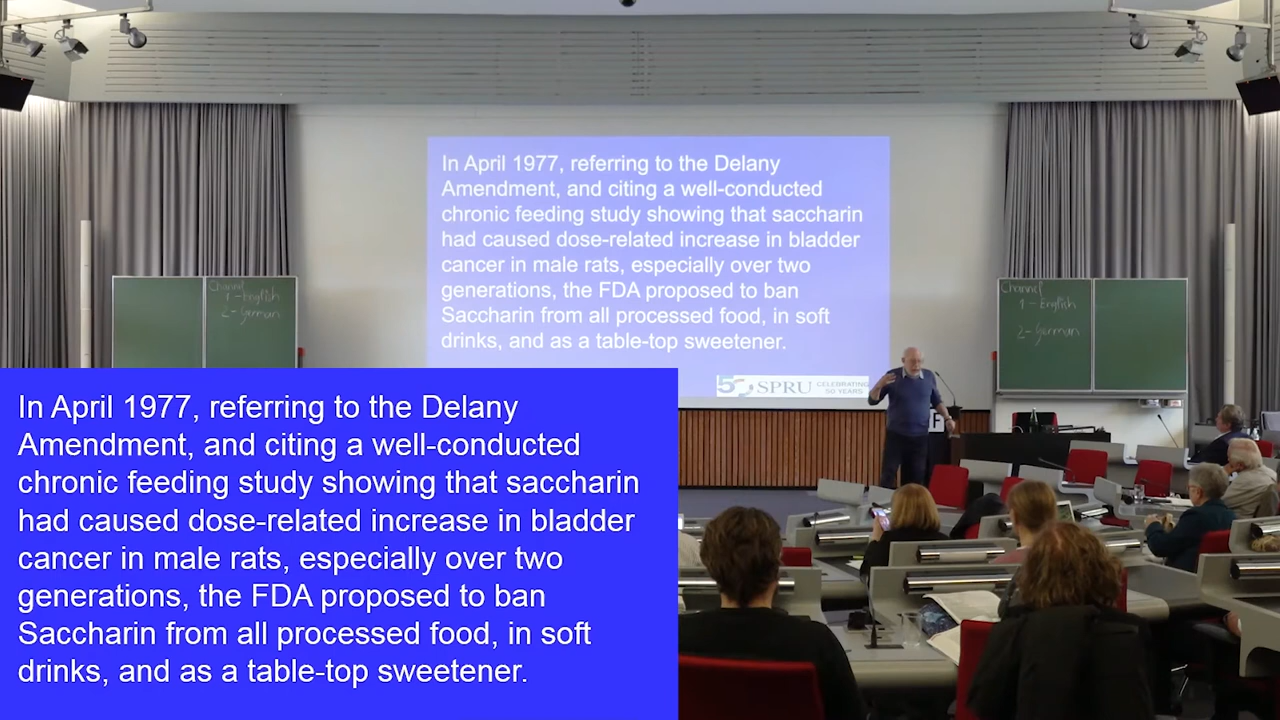 In April 1977, referring to the Delany
Amendment, and citing a well-conducted
chronic feeding study showing that saccharin
had caused dose-related increase in bladder
cancer in male rats, especially over two
generations, the FDA proposed to ban
Saccharin from all processed food, in soft
drinks, and as a table-top sweetener.
50 SPRU CELEBRATING
50 YEARS
Channel
1 - English
2 - German
Channel
1 - English
2 - German
F
In April 1977, referring to the Delany
Amendment, and citing a well-conducted
chronic feeding study showing that saccharin
had caused dose-related increase in bladder
cancer in male rats, especially over two
generations, the FDA proposed to ban
Saccharin from all processed food, in soft
drinks, and as a table-top sweetener.